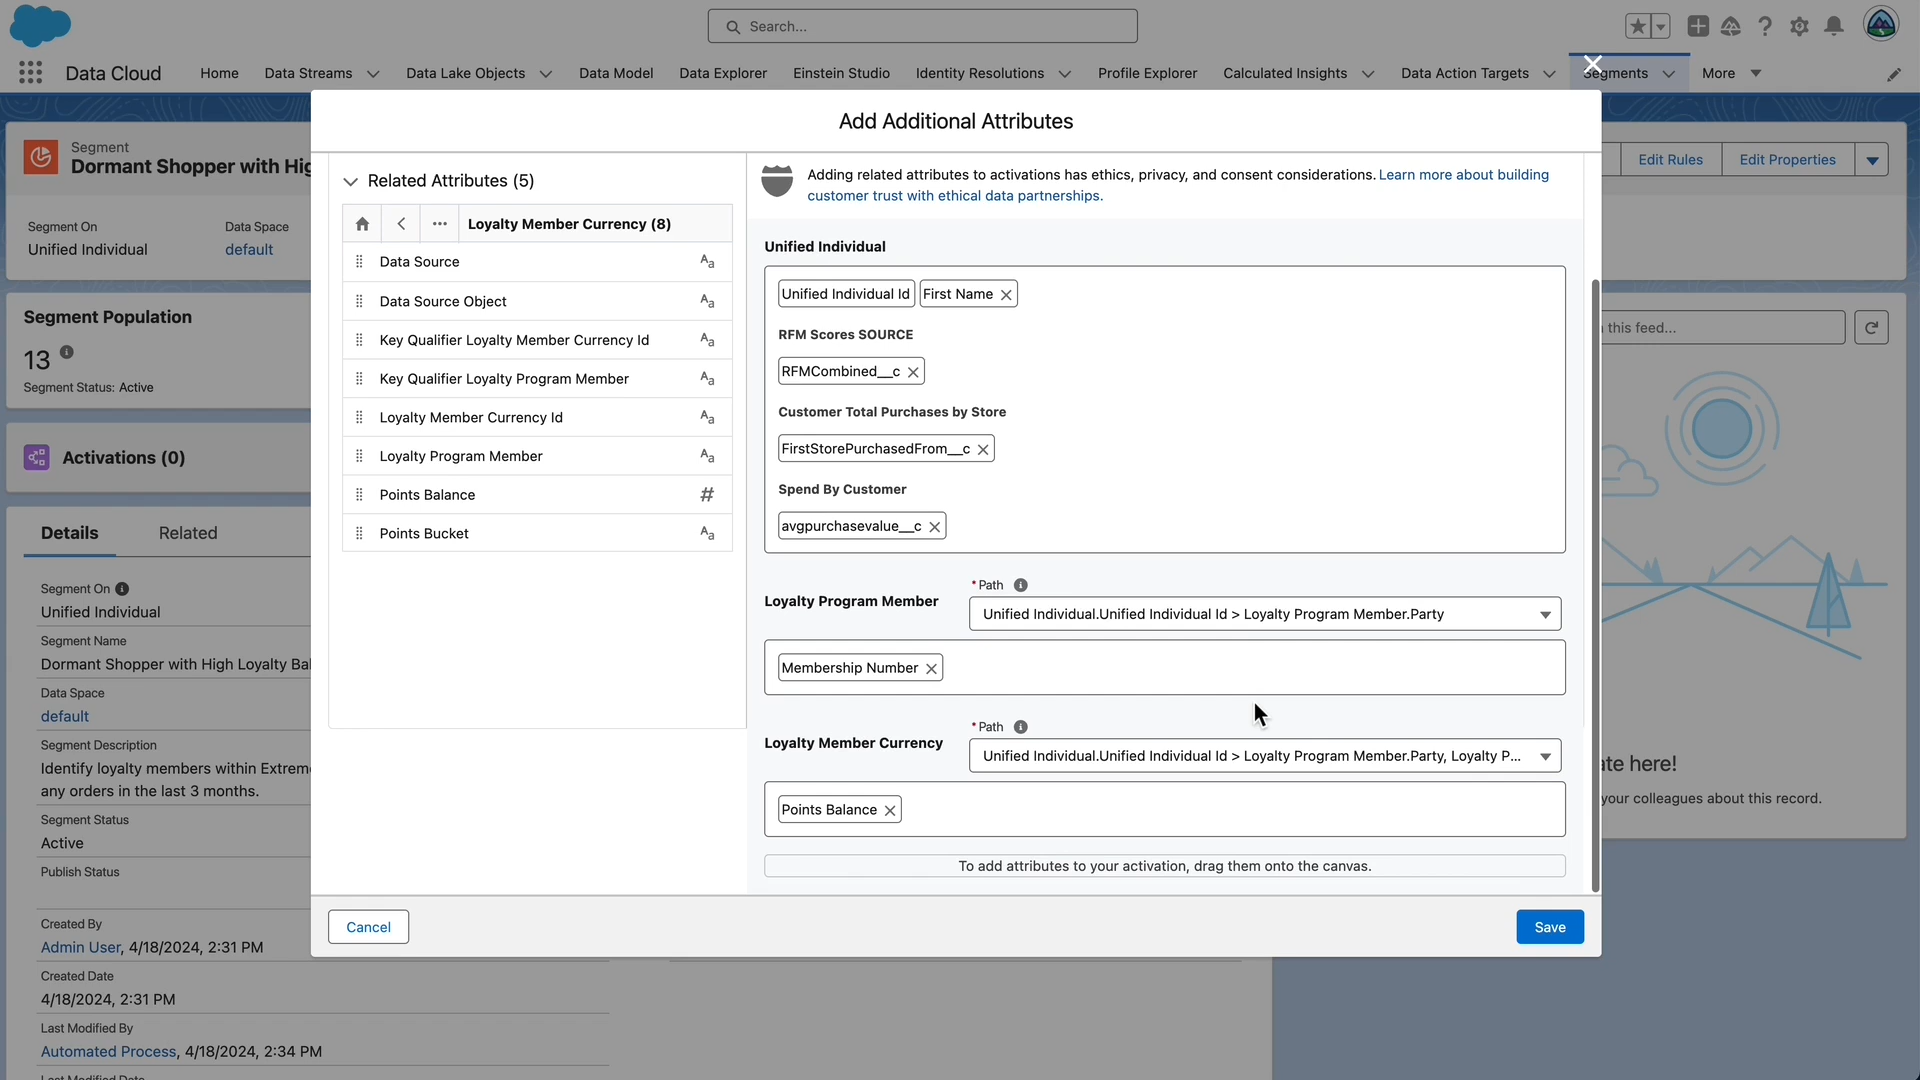 Search...
Data Cloud
Home
Data Streams
Data Lake Objects
Data Model
Data Explorer
Einstein Studio
Identity Resolutions
Profile Explorer
Calculated Insights
Data Action Targets
Segments
More
Segment
Dormant Shopper with Hig
Edit Rules
Edit Properties
Segment On
Unified Individual
Data Space
default
Segment Population
13
Segment Status: Active
Activations (0)
Details
Related
Segment On
Unified Individual
Segment Name
Dormant Shopper with High Loyalty Bal
Data Space
default
Segment Description
Identify loyalty members within Extrem
any orders in the last 3 months.
Segment Status
Active
Publish Status
Created By
Admin User, 4/18/2024, 2:31 PM
Created Date
4/18/2024, 2:31 PM
Last Modified By
Automated Process, 4/18/2024, 2:34 PM
Last Modified Date
Add Additional Attributes
Related Attributes (5)
Loyalty Member Currency (8)
Data Source Aa
Data Source Object Aa
Key Qualifier Loyalty Member Currency Id Aa
Key Qualifier Loyalty Program Member Aa
Loyalty Member Currency Id Aa
Loyalty Program Member Aa
Points Balance #
Points Bucket Aa
Adding related attributes to activations has ethics, privacy, and consent considerations. Learn more about building
customer trust with ethical data partnerships.
Unified Individual
Unified Individual Id
First Name
RFM Scores SOURCE
RFMCombined__c
Customer Total Purchases by Store
FirstStorePurchasedFrom__c
Spend By Customer
avgpurchasevalue__c
* Path
Loyalty Program Member
Unified Individual.Unified Individual Id > Loyalty Program Member.Party
Membership Number
* Path
Loyalty Member Currency
Unified Individual.Unified Individual Id > Loyalty Program Member.Party, Loyalty P...
Points Balance
To add attributes to your activation, drag them onto the canvas.
Cancel
Save
this feed...
ate here!
your colleagues about this record.